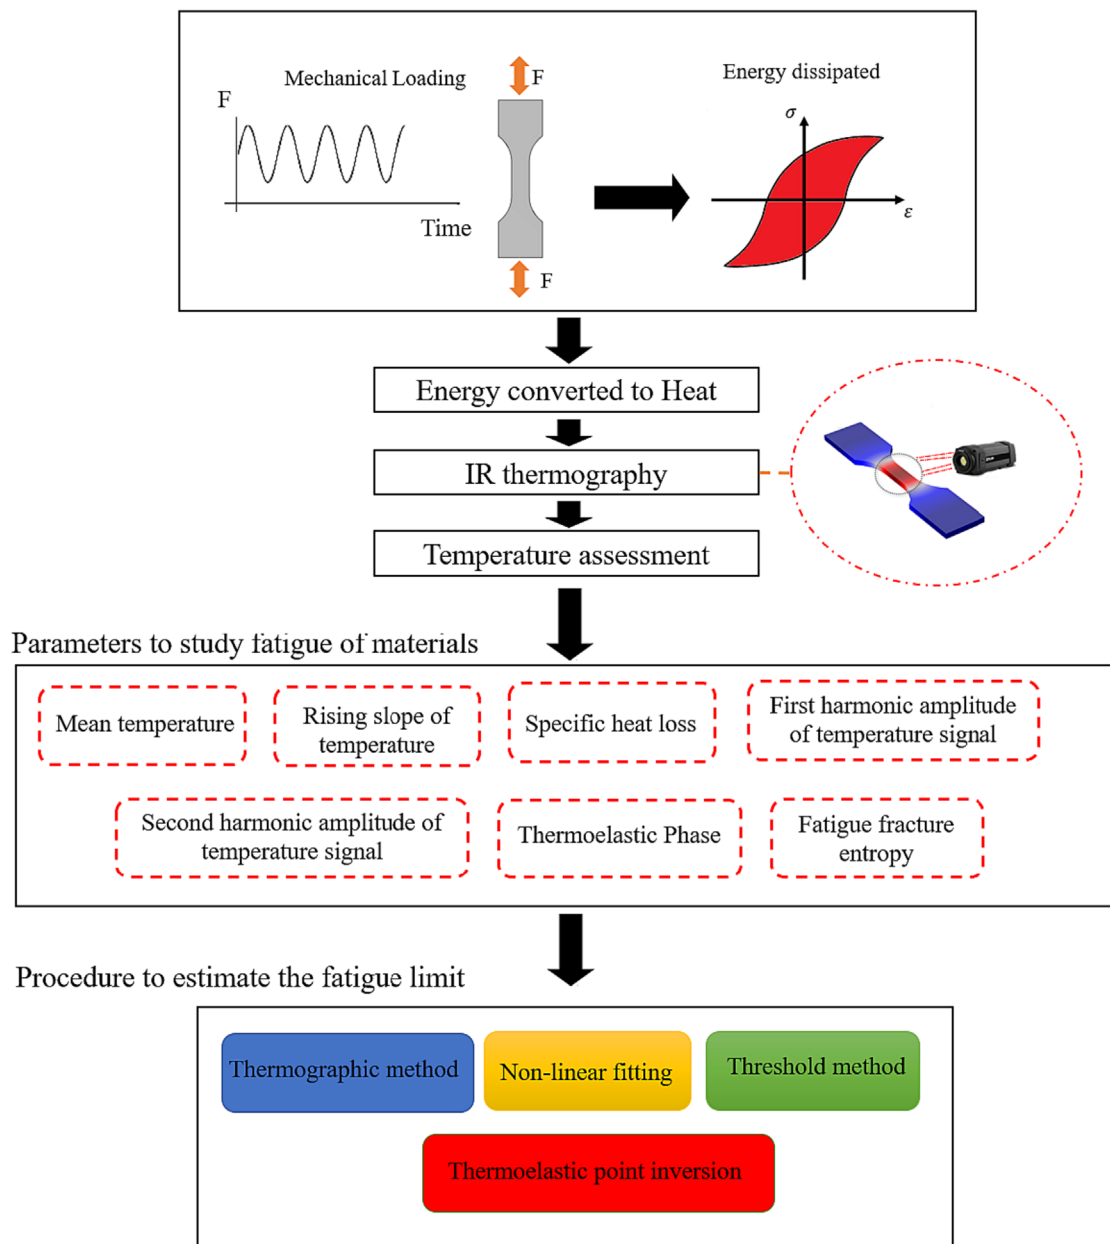 Mechanical Loading
F
Energy dissipated
F
σ
Time
ε
F
Energy converted to Heat
IR thermography
Temperature assessment
Parameters to study fatigue of materials
Mean temperature
Rising slope of
temperature
Specific heat loss
First harmonic amplitude
of temperature signal
Second harmonic amplitude of
temperature signal
Thermoelastic Phase
Fatigue fracture
entropy
Procedure to estimate the fatigue limit
Thermographic method
Non-linear fitting
Threshold method
Thermoelastic point inversion